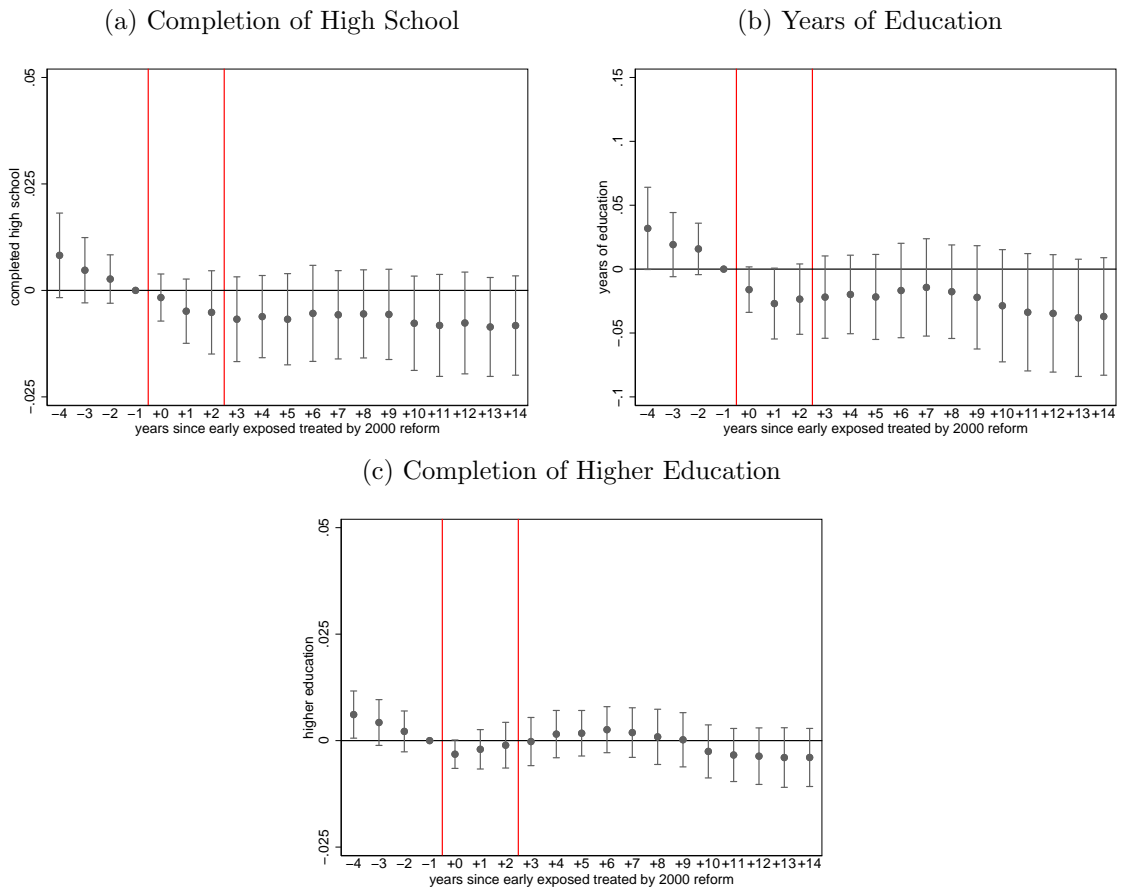 (a) Completion of High School
(b) Years of Education
completed high school
.05
.025
0
-.025
−4 −3 −2 −1 +0 +1 +2 +3 +4 +5 +6 +7 +8 +9 +10 +11 +12 +13 +14
years since early exposed treated by 2000 reform
years of education
.15
.1
.05
0
-.05
-.1
−4 −3 −2 −1 +0 +1 +2 +3 +4 +5 +6 +7 +8 +9 +10 +11 +12 +13 +14
years since early exposed treated by 2000 reform
(c) Completion of Higher Education
higher education
.05
.025
0
-.025
−4 −3 −2 −1 +0 +1 +2 +3 +4 +5 +6 +7 +8 +9 +10 +11 +12 +13 +14
years since early exposed treated by 2000 reform